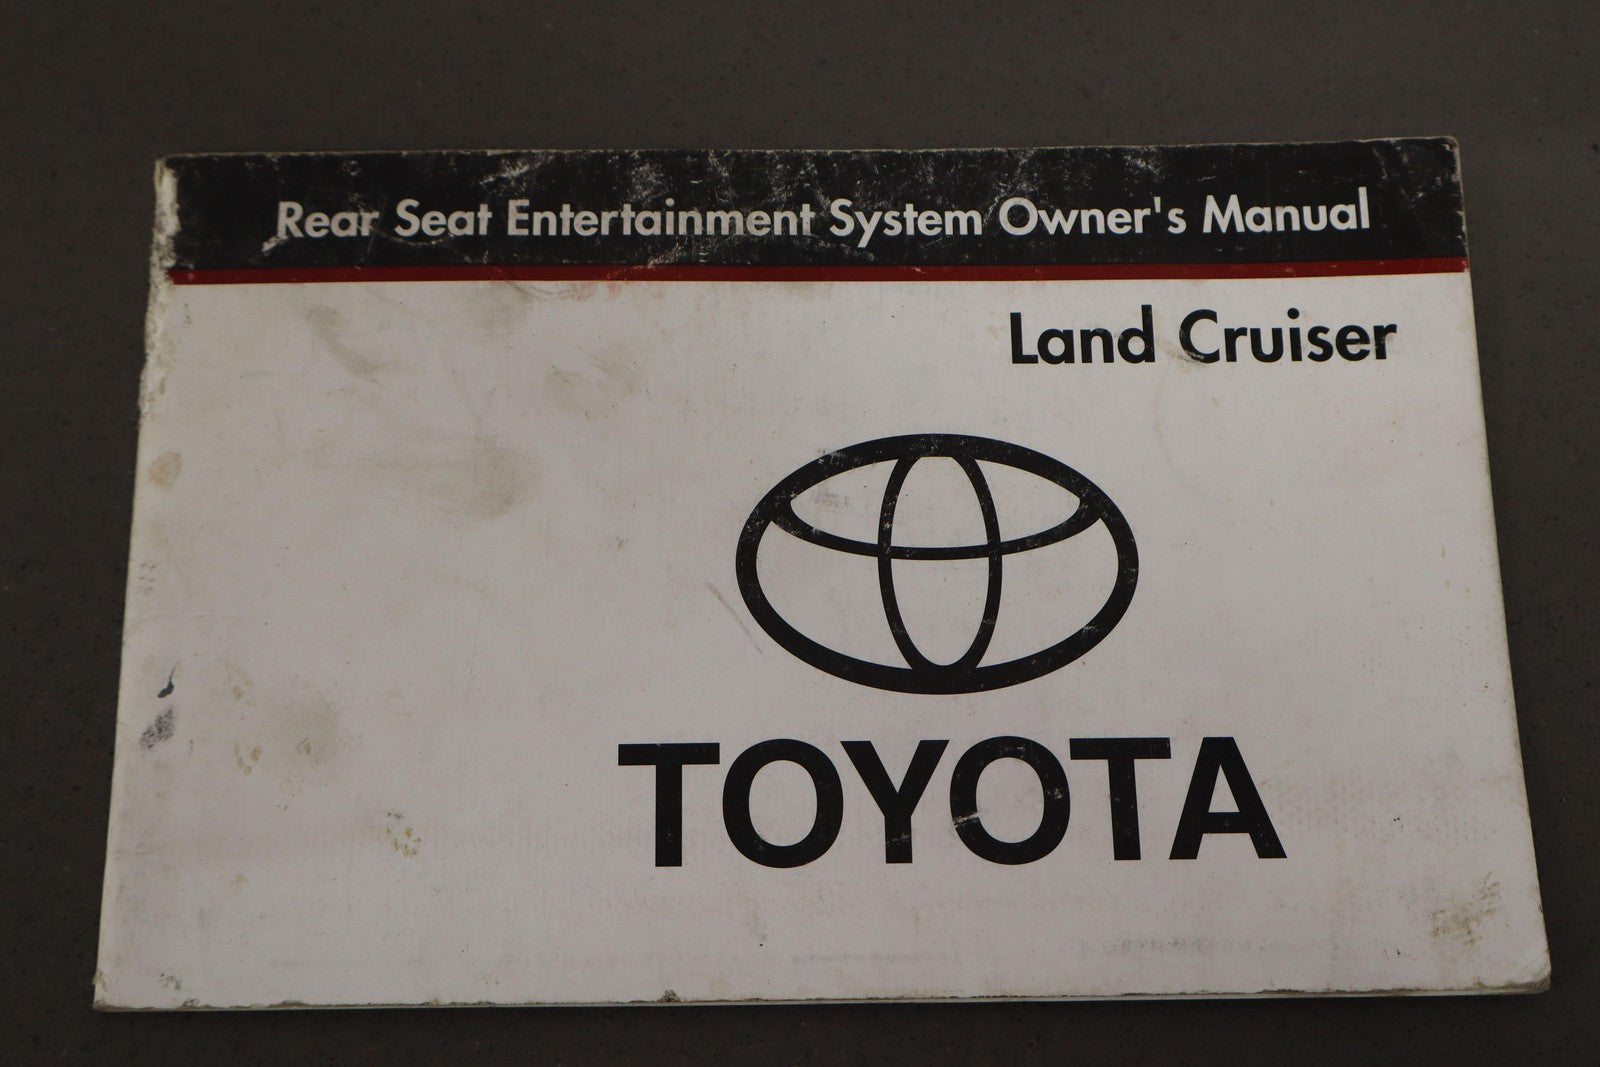 Rear Seat Entertainment System Owner's Manual
Land Cruiser
TOYOTA